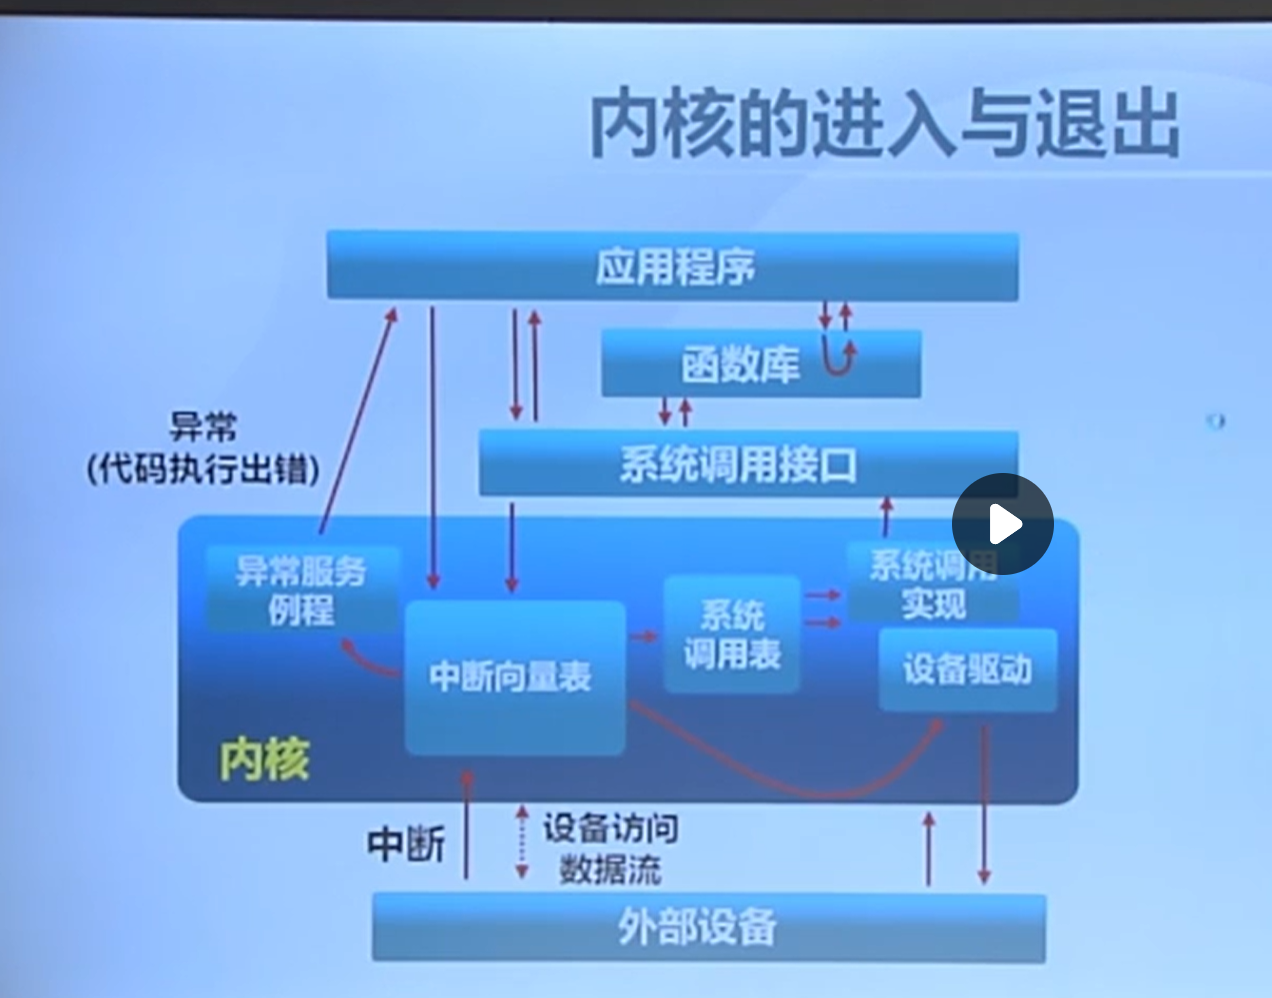 内核的进入与退出
应用程序
函数库
异常
(代码执行出错)
系统调用接口
异常服务
例程
中断向量表
系统
调用表
系统调用
实现
设备驱动
内核
中断
设备访问
数据流
外部设备